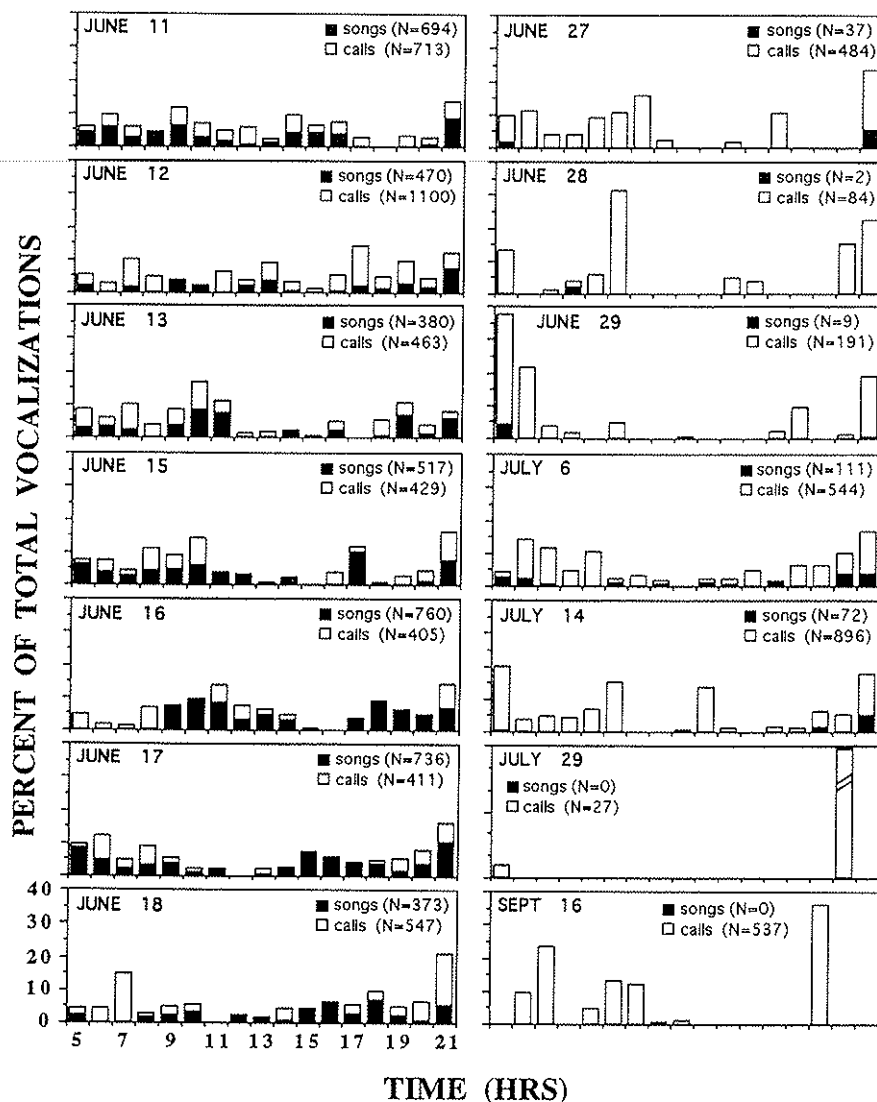 JUNE 11
songs (N=694)
calls (N=713)
JUNE 12
songs (N=470)
calls (N=1100)
JUNE 13
songs (N=380)
calls (N=463)
JUNE 15
songs (N=517)
calls (N=429)
JUNE 16
songs (N=760)
calls (N=405)
JUNE 17
songs (N=736)
calls (N=411)
JUNE 18
songs (N=373)
calls (N=547)
JUNE 27
songs (N=37)
calls (N=484)
JUNE 28
songs (N=2)
calls (N=84)
JUNE 29
songs (N=9)
calls (N=191)
JULY 6
songs (N=111)
calls (N=544)
JULY 14
songs (N=72)
calls (N=896)
JULY 29
songs (N=0)
calls (N=27)
SEPT 16
songs (N=0)
calls (N=537)
PERCENT OF TOTAL VOCALIZATIONS
40
30
20
10
0
5 7 9 11 13 15 17 19 21
TIME (HRS)